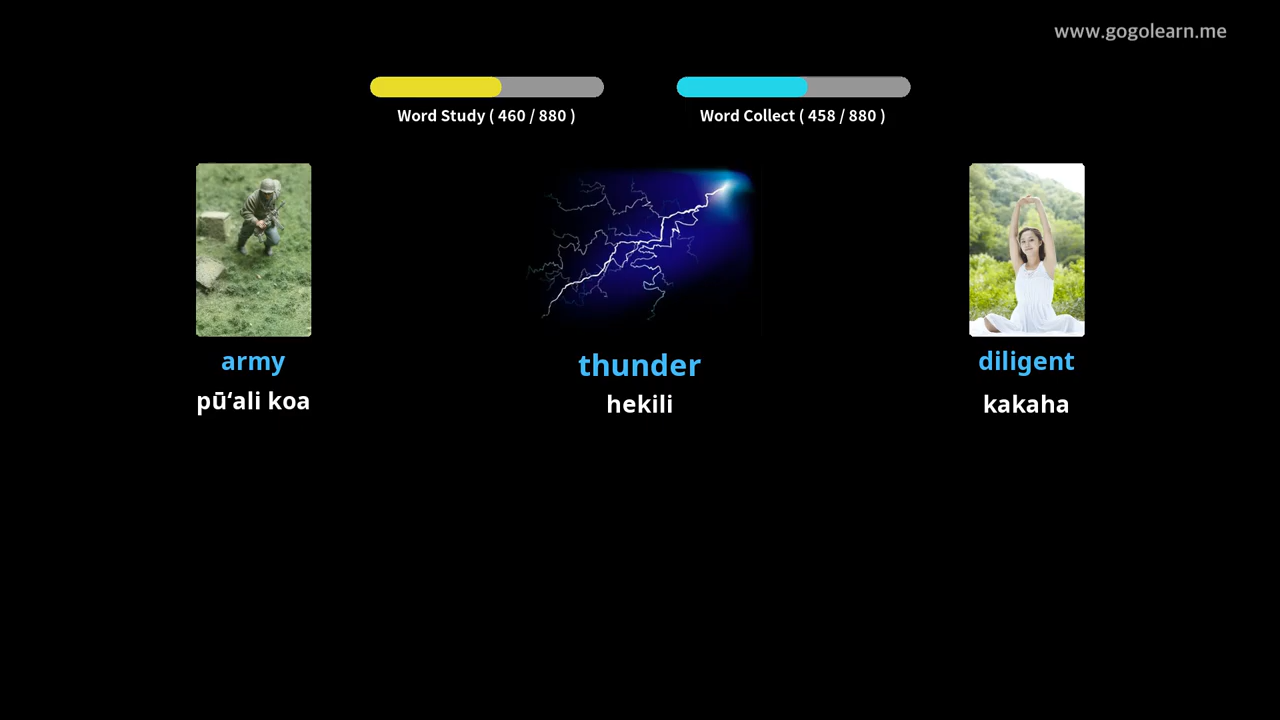 www.gogolearn.me
Word Study ( 460 / 880 )
Word Collect ( 458 / 880 )
army
pūʻali koa
thunder
hekili
diligent
kakaha